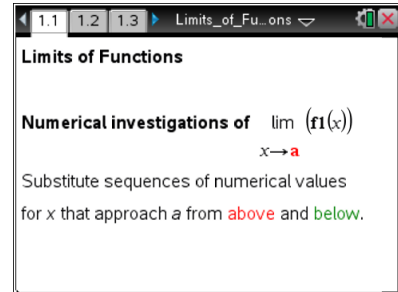 1.1 1.2 1.3 Limits_of_Fu…ons
Limits of Functions
Numerical investigations of lim (f1(x))
x→a
Substitute sequences of numerical values
for x that approach a from above and below.